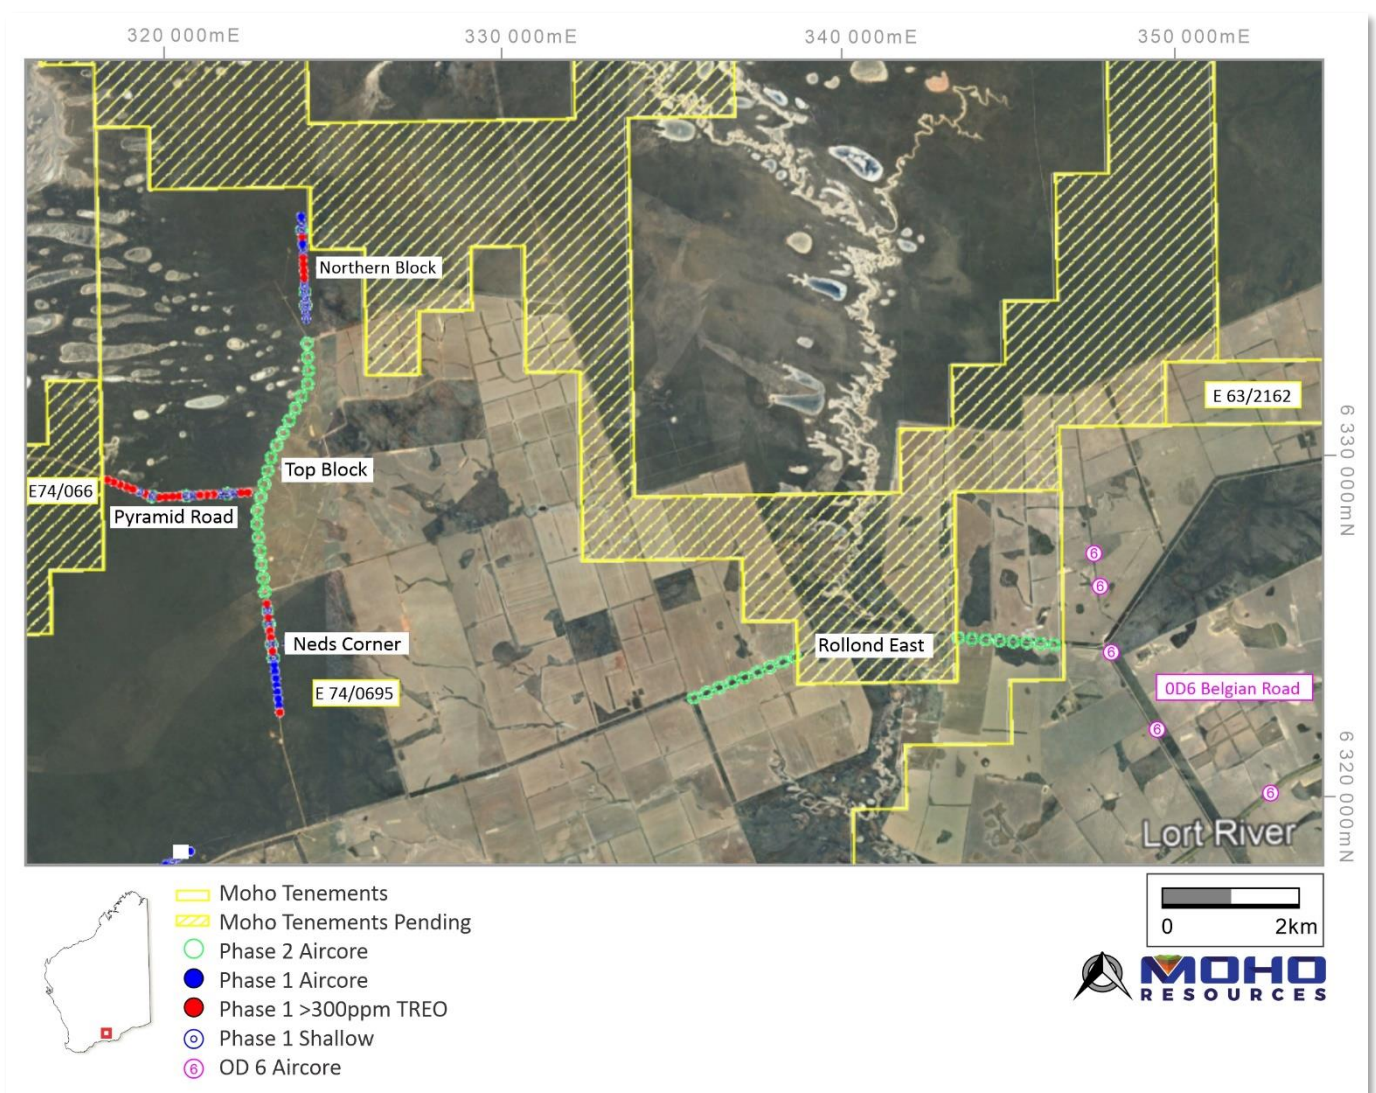 320 000mE
330 000mE
340 000mE
350 000mE
Northern Block
E 63/2162
6 330 000mN
Top Block
E74/066
Pyramid Road
6
6
Neds Corner
Rollond East
6
E 74/0695
0D6 Belgian Road
6
6 320 000mN
6
Lort River
Moho Tenements
Moho Tenements Pending
Phase 2 Aircore
Phase 1 Aircore
Phase 1 >300ppm TREO
Phase 1 Shallow
6 OD 6 Aircore
0 2km
MOHO
RESOURCES